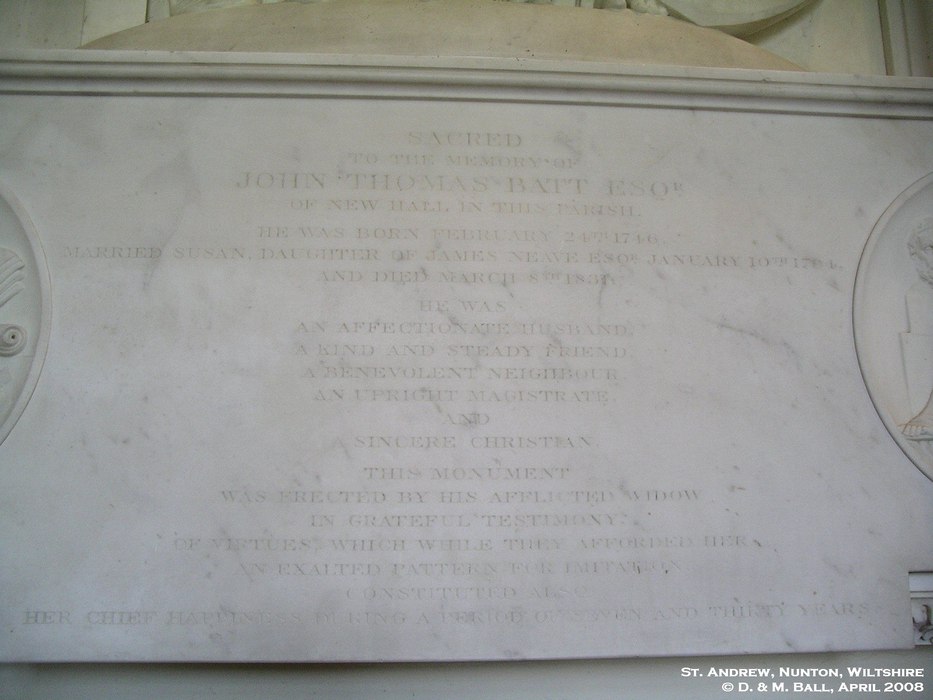 SACRED
TO THE MEMORY OF
JOHN THOMAS BATT ESQR
OF NEW HALL IN THIS PARISH.
HE WAS BORN FEBRUARY 24TH 1746,
MARRIED SUSAN, DAUGHTER OF JAMES NEAVE ESQR JANUARY 10TH
AND DIED MARCH 8TH 1831.
HE WAS
AN AFFECTIONATE HUSBAND,
A KIND AND STEADY FRIEND,
A BENEVOLENT NEIGHBOUR,
AN UPRIGHT MAGISTRATE,
AND
SINCERE CHRISTIAN.
THIS MONUMENT
WAS ERECTED BY HIS AFFLICTED WIDOW
IN GRATEFUL TESTIMONY
OF VIRTUES, WHICH WHILE THEY AFFORDED HER
AN EXALTED PATTERN FOR IMITATION,
CONSTITUTED ALSO
HER CHIEF HAPPINESS DURING A PERIOD OF SEVEN AND THIRTY YEARS
ST. ANDREW, NUNTON, WILTSHIRE
© D. & M. BALL, APRIL 2008